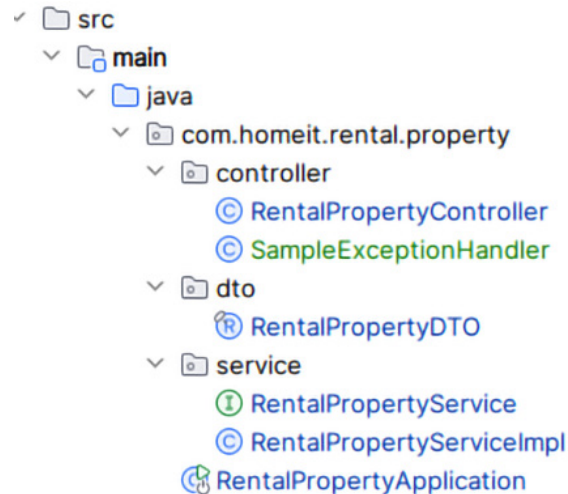 src
main
java
com.homeit.rental.property
controller
RentalPropertyController
SampleExceptionHandler
dto
RentalPropertyDTO
service
RentalPropertyService
RentalPropertyServiceImpl
RentalPropertyApplication